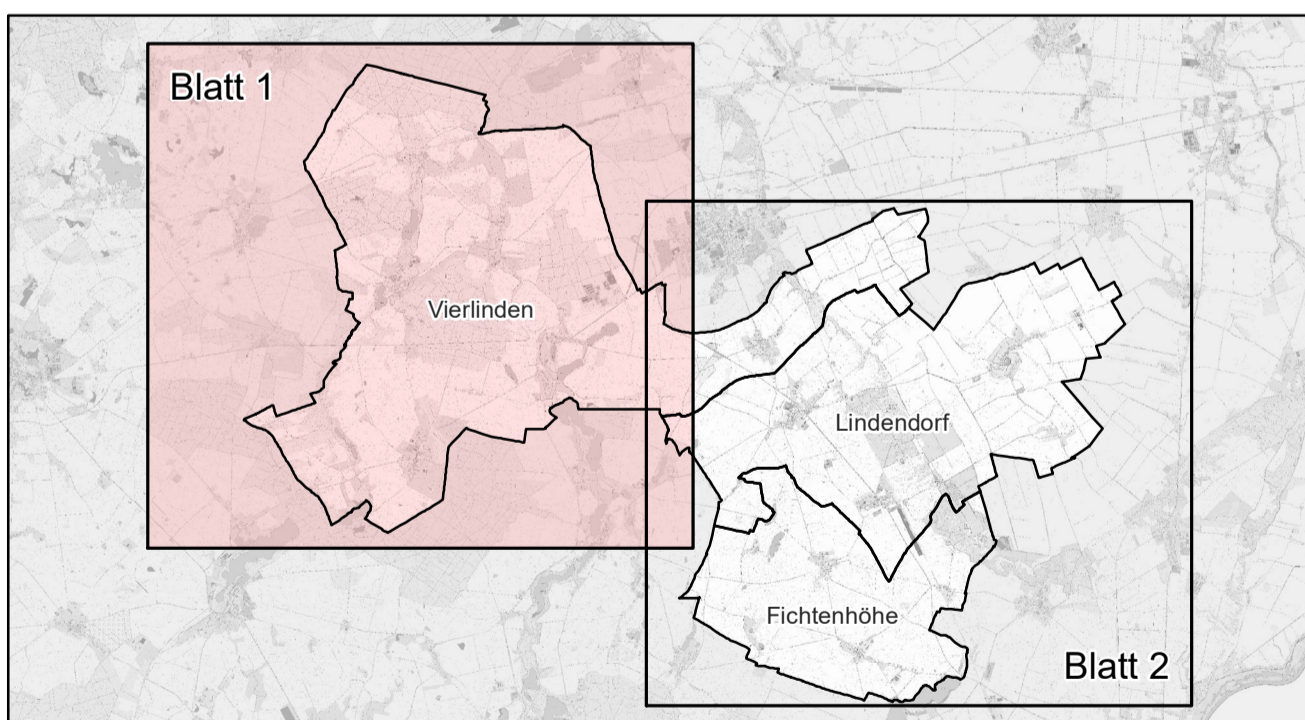 Blatt 1
Vierlinden
Lindendorf
Fichtenhöhe
Blatt 2